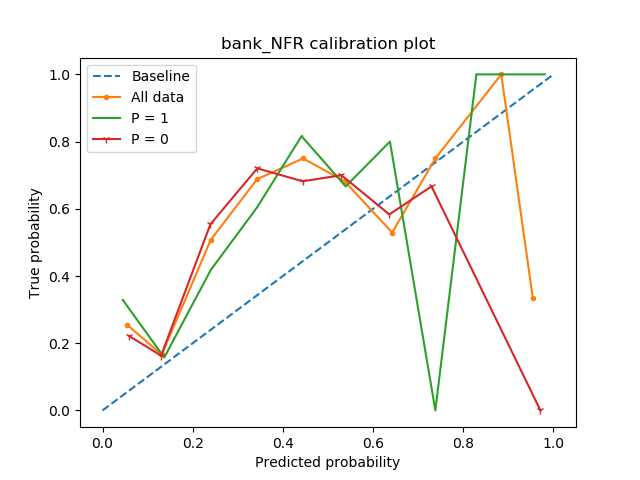 bank_NFR calibration plot
Baseline
All data
P = 1
P = 0
True probability
1.0
0.8
0.6
0.4
0.2
0.0
0.0 0.2 0.4 0.6 0.8 1.0
Predicted probability